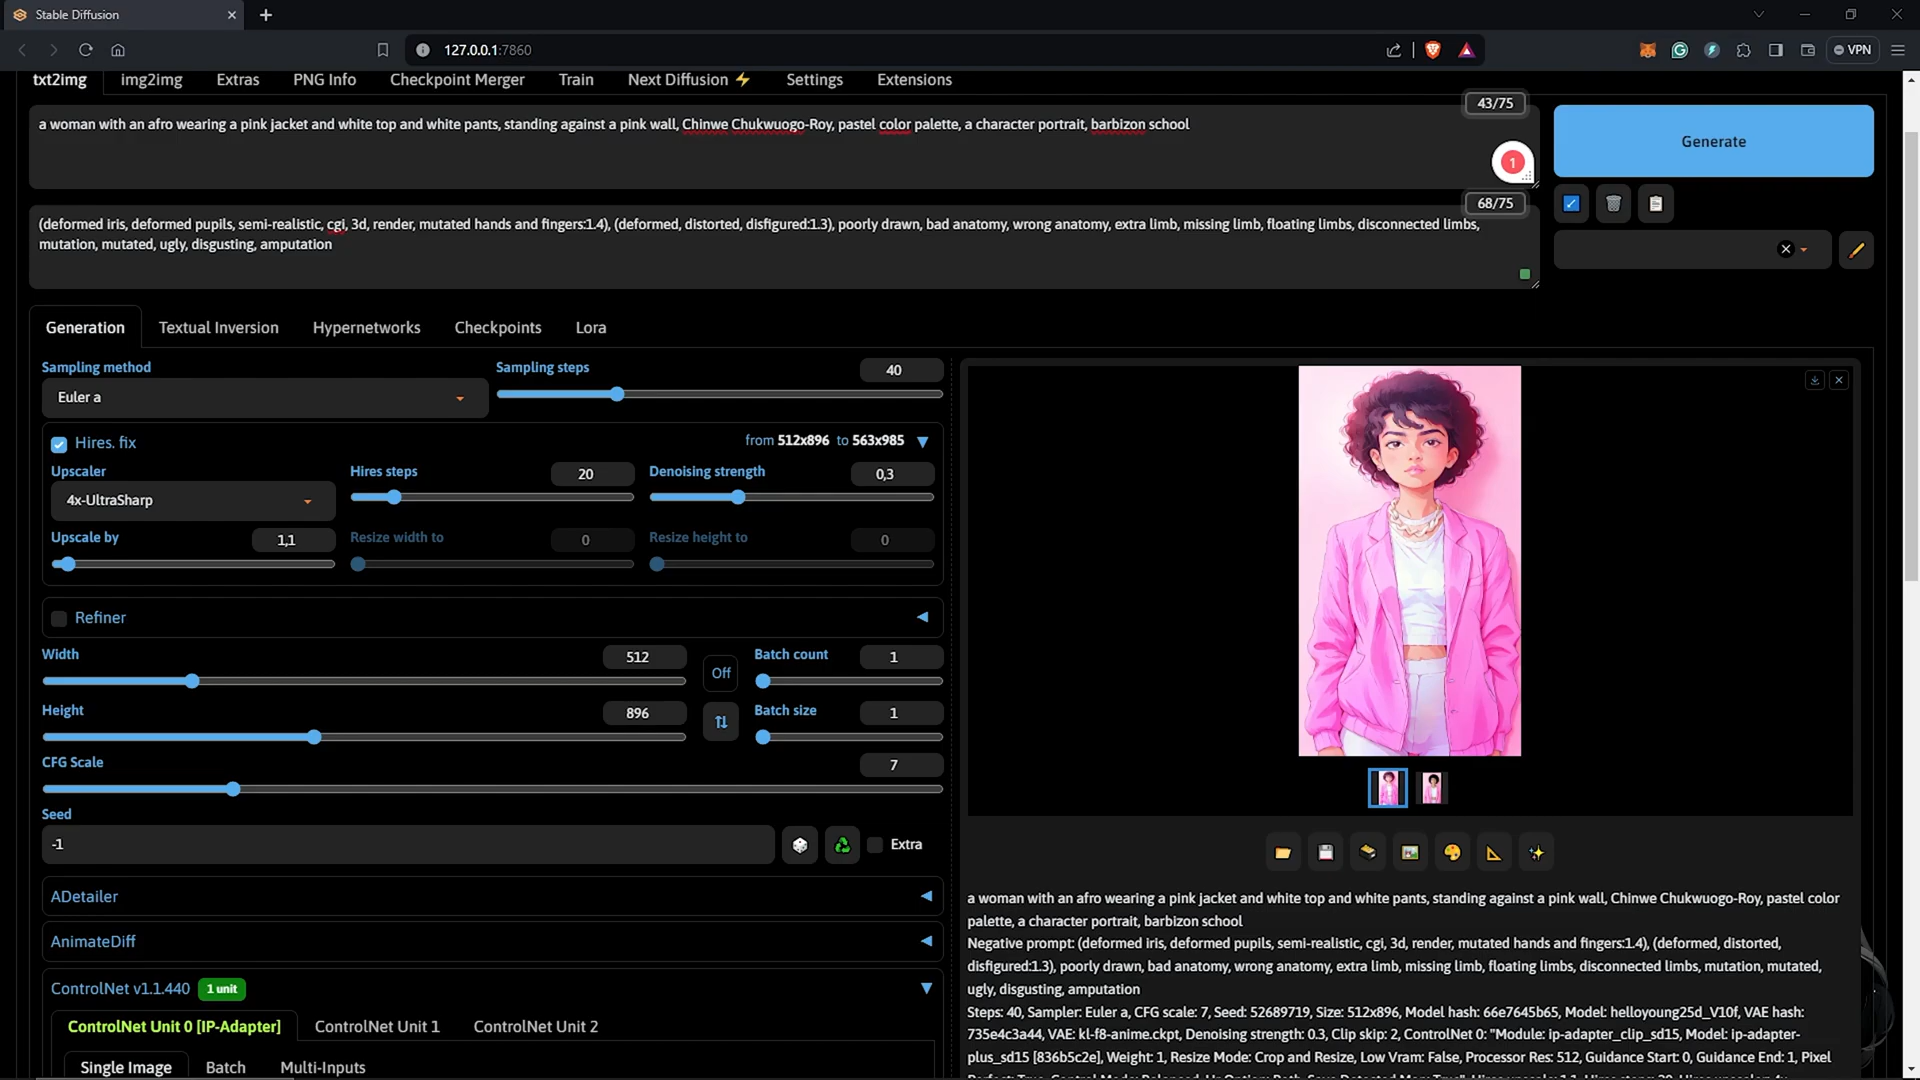 Stable Diffusion
127.0.0.1:7860
VPN
txt2img
img2img
Extras
PNG Info
Checkpoint Merger
Train
Next Diffusion ⚡
Settings
Extensions
43/75
a woman with an afro wearing a pink jacket and white top and white pants, standing against a pink wall, Chinwe Chukwuogo-Roy, pastel color palette, a character portrait, barbizon school
1
Generate
68/75
(deformed iris, deformed pupils, semi-realistic, cgi, 3d, render, mutated hands and fingers:1.4), (deformed, distorted, disfigured:1.3), poorly drawn, bad anatomy, wrong anatomy, extra limb, missing limb, floating limbs, disconnected limbs,
mutation, mutated, ugly, disgusting, amputation
Generation
Textual Inversion
Hypernetworks
Checkpoints
Lora
Sampling method
Euler a
Sampling steps
40
Hires. fix
from 512x896 to 563x985
Upscaler
4x-UltraSharp
Hires steps
20
Denoising strength
0,3
Upscale by
1,1
Resize width to
0
Resize height to
0
Refiner
Width
512
Off
Batch count
1
Height
896
Batch size
1
CFG Scale
7
Seed
-1
Extra
ADetailer
AnimateDiff
ControlNet v1.1.440
1 unit
ControlNet Unit 0 [IP-Adapter]
ControlNet Unit 1
ControlNet Unit 2
Single Image
Batch
Multi-Inputs
a woman with an afro wearing a pink jacket and white top and white pants, standing against a pink wall, Chinwe Chukwuogo-Roy, pastel color
palette, a character portrait, barbizon school
Negative prompt: (deformed iris, deformed pupils, semi-realistic, cgi, 3d, render, mutated hands and fingers:1.4), (deformed, distorted,
disfigured:1.3), poorly drawn, bad anatomy, wrong anatomy, extra limb, missing limb, floating limbs, disconnected limbs, mutation, mutated,
ugly, disgusting, amputation
Steps: 40, Sampler: Euler a, CFG scale: 7, Seed: 52689719, Size: 512x896, Model hash: 66e7645b65, Model: helloyoung25d_V10f, VAE hash:
735e4c3a44, VAE: kl-f8-anime.ckpt, Denoising strength: 0.3, Clip skip: 2, ControlNet 0: "Module: ip-adapter_clip_sd15, Model: ip-adapter-
plus_sd15 [836b5c2e], Weight: 1, Resize Mode: Crop and Resize, Low Vram: False, Processor Res: 512, Guidance Start: 0, Guidance End: 1, Pixel